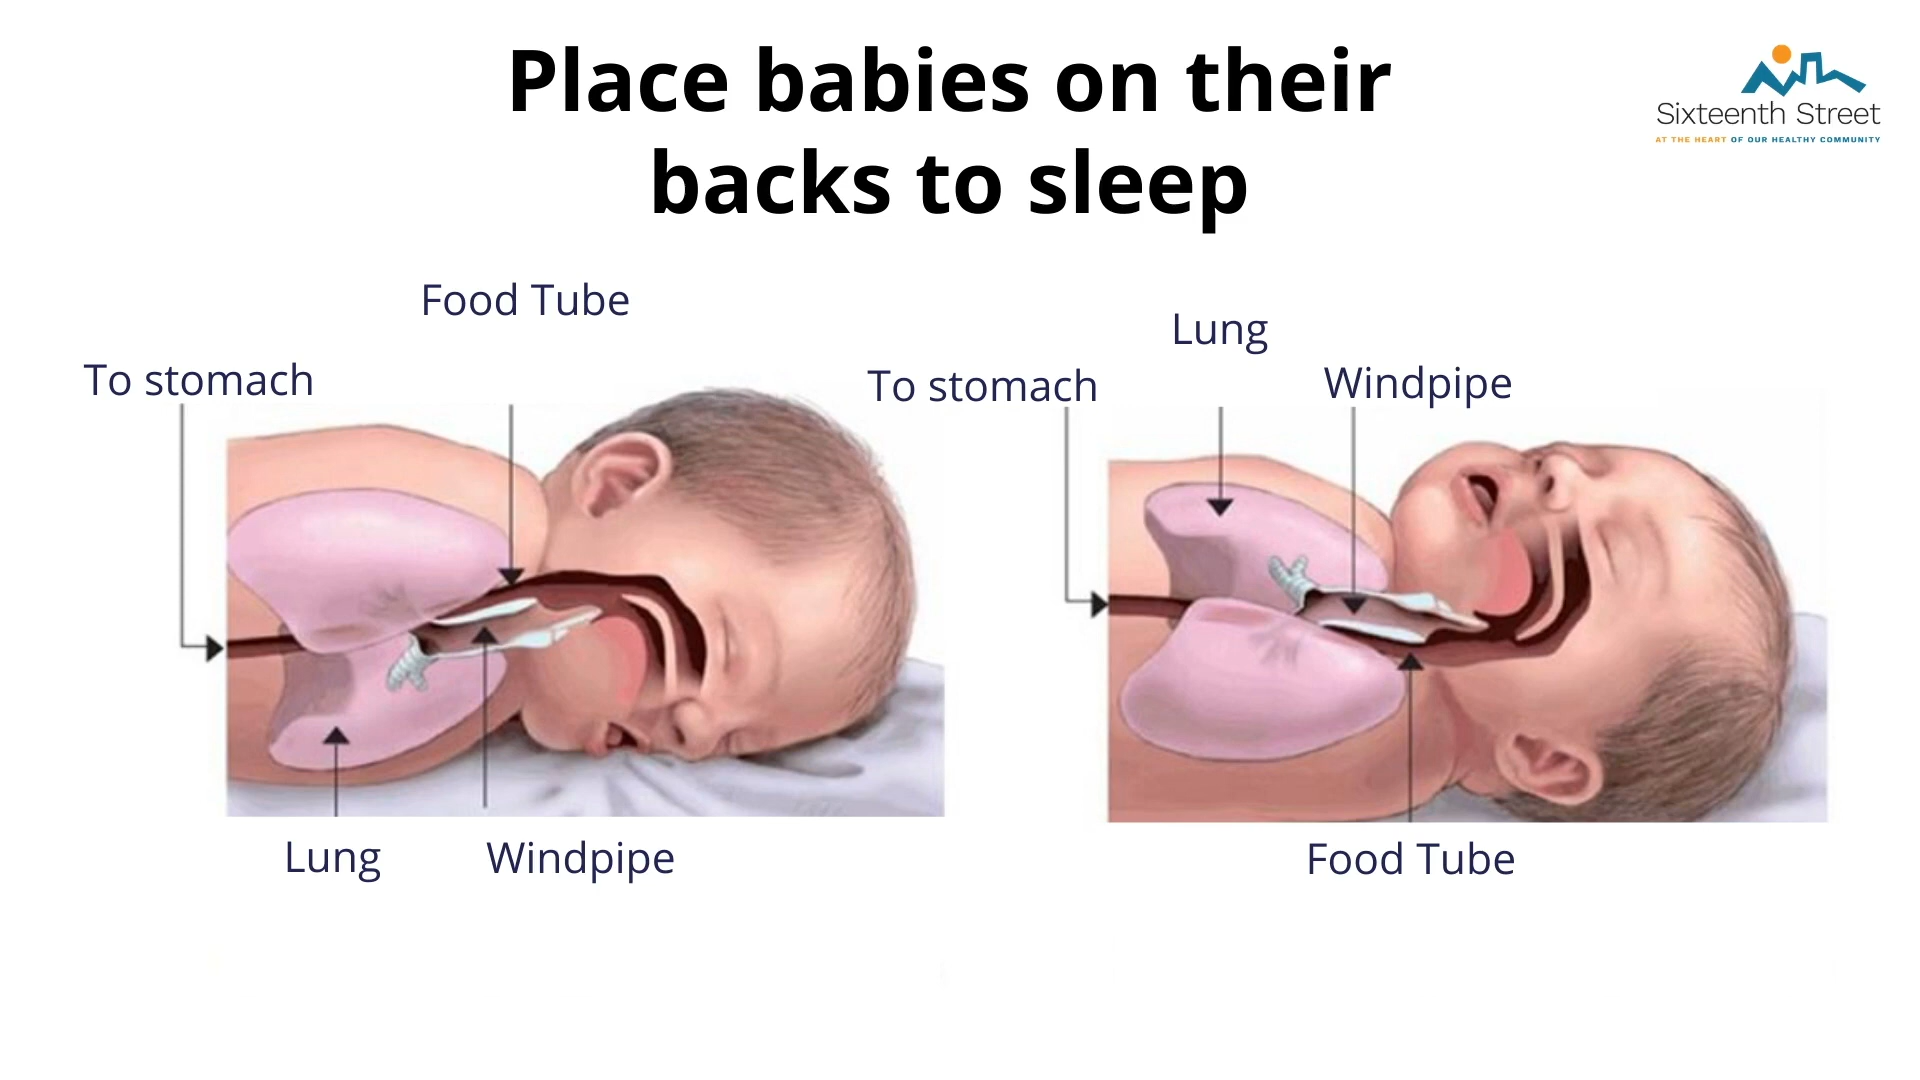 Place babies on their
backs to sleep
Sixteenth Street
AT THE HEART OF OUR HEALTHY COMMUNITY
Food Tube
To stomach
Lung
Windpipe
Lung
To stomach
Windpipe
Food Tube